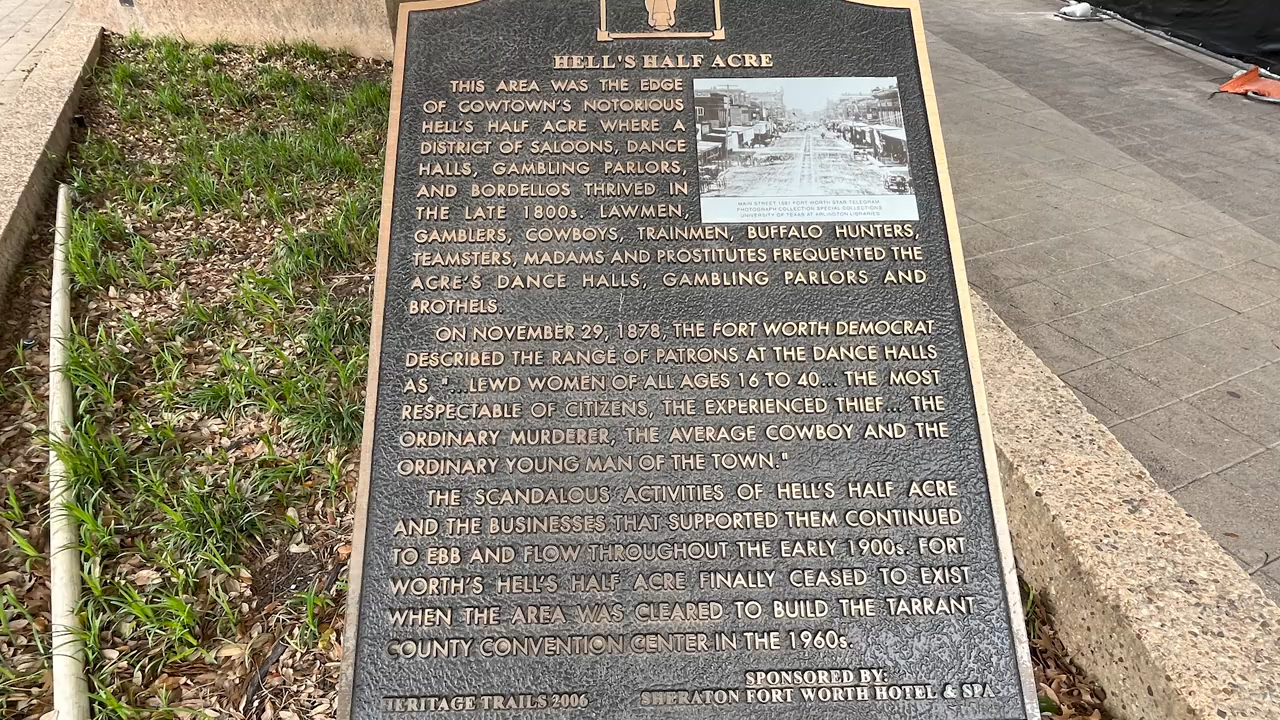 HELL'S HALF ACRE
THIS AREA WAS THE EDGE
OF COWTOWN'S NOTORIOUS
HELL'S HALF ACRE WHERE A
DISTRICT OF SALOONS, DANCE
HALLS, GAMBLING PARLORS,
AND BORDELLOS THRIVED IN
THE LATE 1800s. LAWMEN,
MAIN STREET 1881 FORT WORTH STAR TELEGRAM
PHOTOGRAPH COLLECTION SPECIAL COLLECTIONS
UNIVERSITY OF TEXAS AT ARLINGTON LIBRARIES
GAMBLERS, COWBOYS, TRAINMEN, BUFFALO HUNTERS,
TEAMSTERS, MADAMS AND PROSTITUTES FREQUENTED THE
ACRE'S DANCE HALLS, GAMBLING PARLORS AND
BROTHELS.
ON NOVEMBER 29, 1878, THE FORT WORTH DEMOCRAT
DESCRIBED THE RANGE OF PATRONS AT THE DANCE HALLS
AS "...LEWD WOMEN OF ALL AGES 16 TO 40... THE MOST
RESPECTABLE OF CITIZENS, THE EXPERIENCED THIEF... THE
ORDINARY MURDERER, THE AVERAGE COWBOY AND THE
ORDINARY YOUNG MAN OF THE TOWN."
THE SCANDALOUS ACTIVITIES OF HELL'S HALF ACRE
AND THE BUSINESSES THAT SUPPORTED THEM CONTINUED
TO EBB AND FLOW THROUGHOUT THE EARLY 1900s. FORT
WORTH'S HELL'S HALF ACRE FINALLY CEASED TO EXIST
WHEN THE AREA WAS CLEARED TO BUILD THE TARRANT
COUNTY CONVENTION CENTER IN THE 1960s.
HERITAGE TRAILS 2006
SPONSORED BY:
SHERATON FORT WORTH HOTEL & SPA